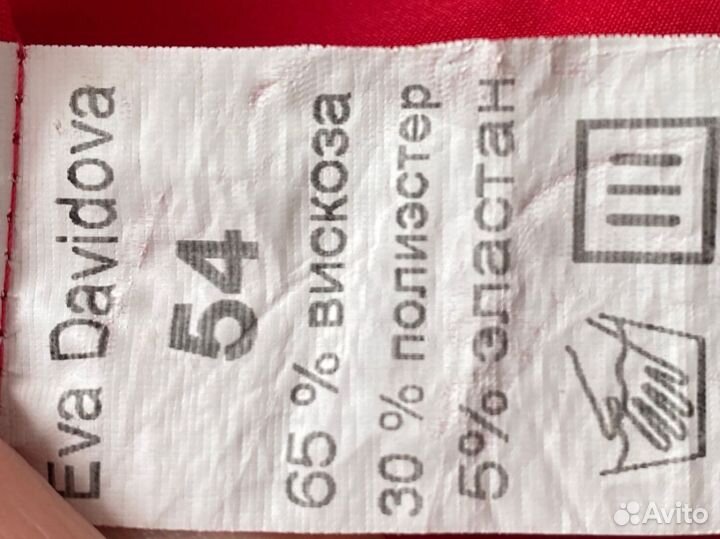 Eva Davidova
54
65 % вискоза
30 % полиэстер
5% эластан
Avito